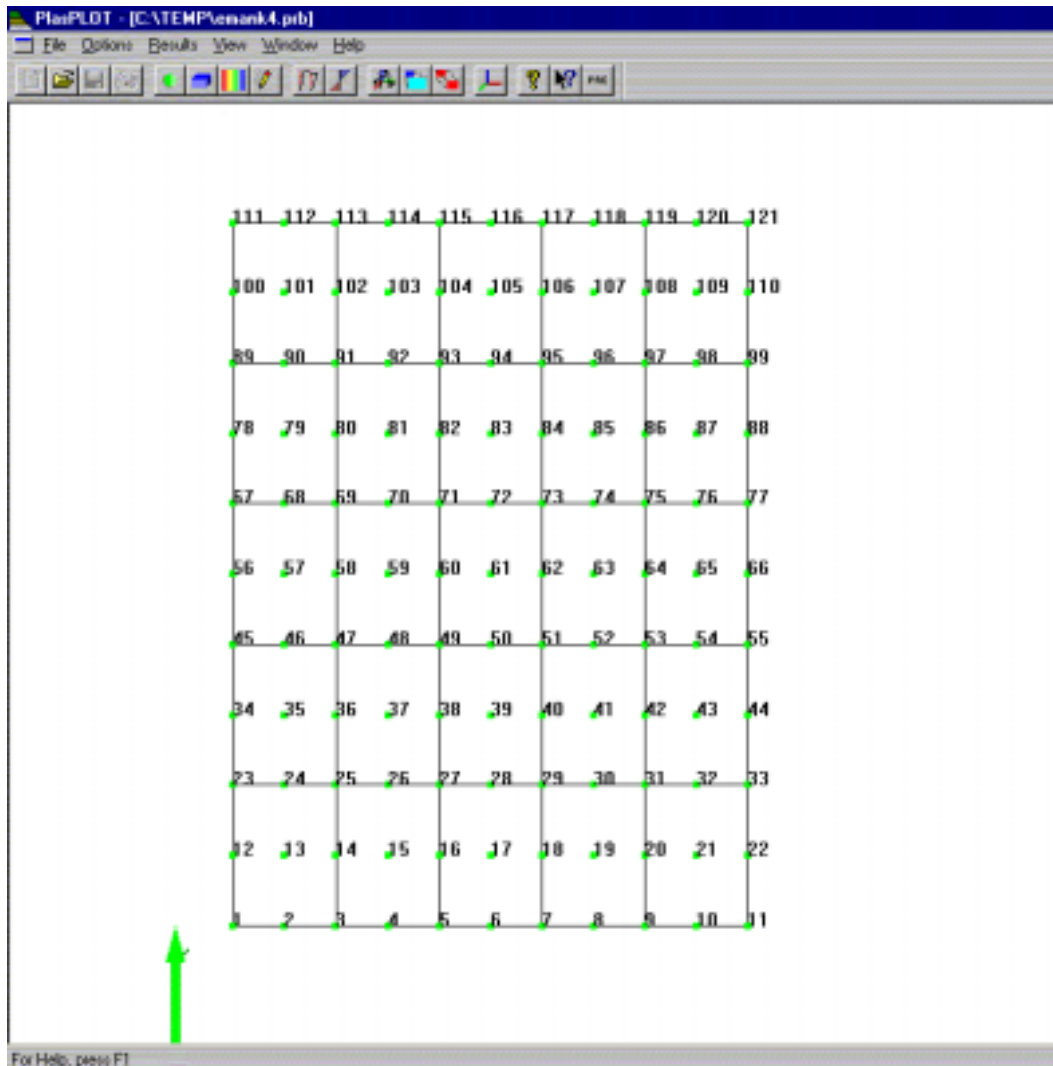 PlasPLOT - [C:\TEMP\emank4.prb]
File Options Results View Window Help
111 112 113 114 115 116 117 118 119 120 121
100 101 102 103 104 105 106 107 108 109 110
89 90 91 92 93 94 95 96 97 98 99
78 79 80 81 82 83 84 85 86 87 88
67 68 69 70 71 72 73 74 75 76 77
56 57 58 59 60 61 62 63 64 65 66
45 46 47 48 49 50 51 52 53 54 55
34 35 36 37 38 39 40 41 42 43 44
23 24 25 26 27 28 29 30 31 32 33
12 13 14 15 16 17 18 19 20 21 22
1 2 3 4 5 6 7 8 9 10 11
For Help, press F1